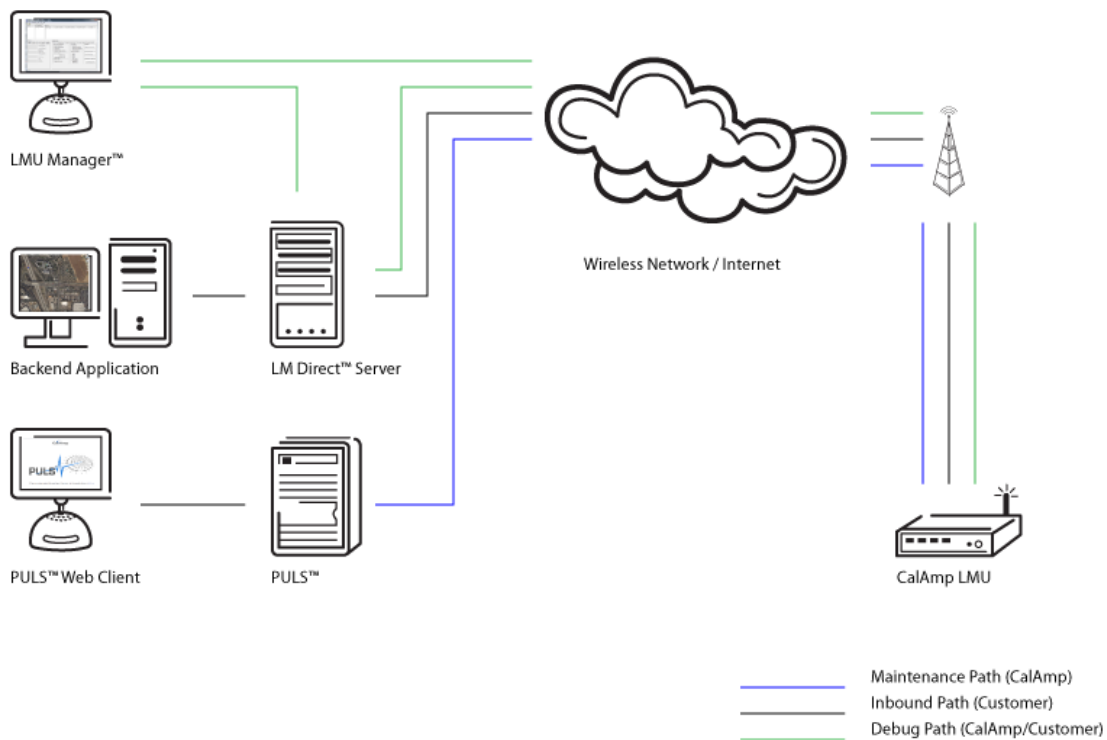 LMU Manager™
Wireless Network / Internet
Backend Application
LM Direct™ Server
PULS
PULS™ Web Client
PULS™
CalAmp LMU
Maintenance Path (CalAmp)
Inbound Path (Customer)
Debug Path (CalAmp/Customer)